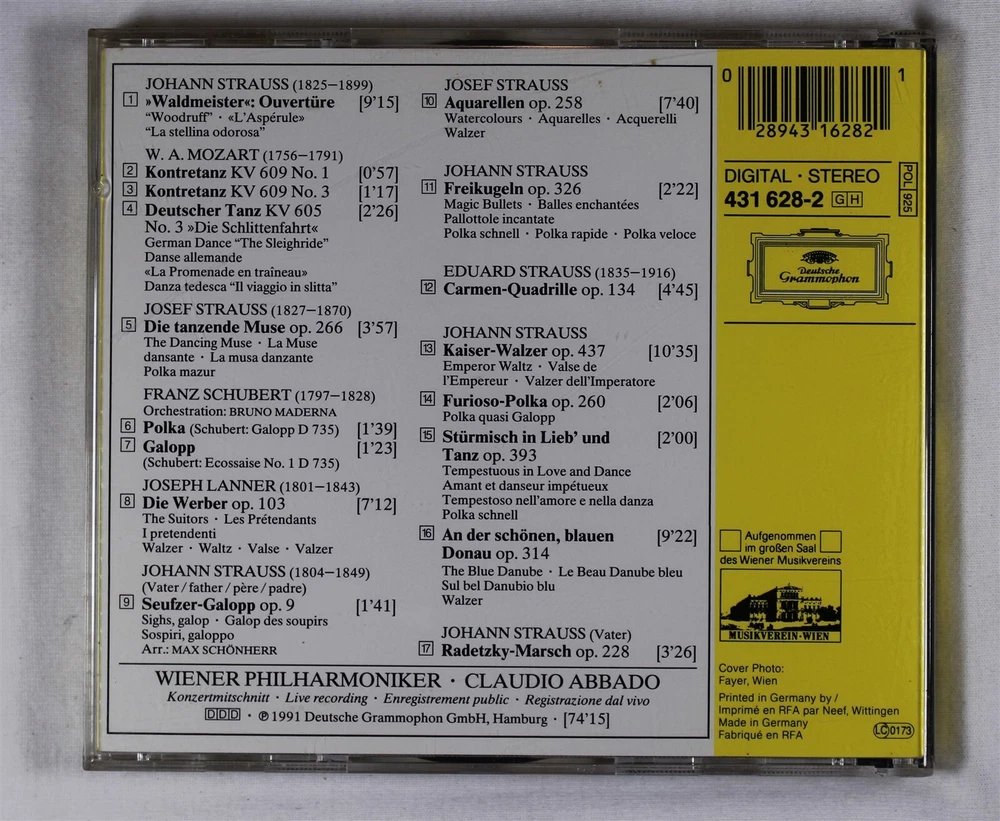 JOHANN STRAUSS (1825–1899)
1 »Waldmeister«: Ouvertüre [9'15]
“Woodruff” · «L'Aspérule»
“La stellina odorosa”
W. A. MOZART (1756–1791)
2 Kontretanz KV 609 No. 1 [0'57]
3 Kontretanz KV 609 No. 3 [1'17]
4 Deutscher Tanz KV 605 [2'26]
No. 3 »Die Schlittenfahrt«
German Dance “The Sleighride”
Danse allemande
«La Promenade en traîneau»
Danza tedesca “Il viaggio in slitta”
JOSEF STRAUSS (1827–1870)
5 Die tanzende Muse op. 266 [3'57]
The Dancing Muse · La Muse
dansante · La musa danzante
Polka mazur
FRANZ SCHUBERT (1797–1828)
Orchestration: BRUNO MADERNA
6 Polka (Schubert: Galopp D 735) [1'39]
7 Galopp [1'23]
(Schubert: Ecossaise No. 1 D 735)
JOSEPH LANNER (1801–1843)
8 Die Werber op. 103 [7'12]
The Suitors · Les Prétendants
I pretendenti
Walzer · Waltz · Valse · Valzer
JOHANN STRAUSS (1804–1849)
(Vater / father / père / padre)
9 Seufzer-Galopp op. 9 [1'41]
Sighs, galop · Galop des soupirs
Sospiri, galoppo
Arr.: MAX SCHÖNHERR
JOSEF STRAUSS
10 Aquarellen op. 258 [7'40]
Watercolours · Aquarelles · Acquerelli
Walzer
JOHANN STRAUSS
11 Freikugeln op. 326 [2'22]
Magic Bullets · Balles enchantées
Pallottole incantate
Polka schnell · Polka rapide · Polka veloce
EDUARD STRAUSS (1835–1916)
12 Carmen-Quadrille op. 134 [4'45]
JOHANN STRAUSS
13 Kaiser-Walzer op. 437 [10'35]
Emperor Waltz · Valse de
l'Empereur · Valzer dell'Imperatore
14 Furioso-Polka op. 260 [2'06]
Polka quasi Galopp
15 Stürmisch in Lieb' und [2'00]
Tanz op. 393
Tempestuous in Love and Dance
Amant et danseur impétueux
Tempestoso nell'amore e nella danza
Polka schnell
16 An der schönen, blauen [9'22]
Donau op. 314
The Blue Danube · Le Beau Danube bleu
Sul bel Danubio blu
Walzer
JOHANN STRAUSS (Vater)
17 Radetzky-Marsch op. 228 [3'26]
WIENER PHILHARMONIKER · CLAUDIO ABBADO
Konzertmitschnitt · Live recording · Enregistrement public · Registrazione dal vivo
DDD · ℗ 1991 Deutsche Grammophon GmbH, Hamburg · [74'15]
0 28943 16282 1
DIGITAL · STEREO
431 628-2 GH
POL 925
Deutsche
Grammophon
Aufgenommen
im großen Saal
des Wiener Musikvereins
MUSIKVEREIN·WIEN
Cover Photo:
Fayer, Wien
Printed in Germany by /
Imprimé en RFA par Neef, Wittingen
Made in Germany
Fabriqué en RFA
LC 0173